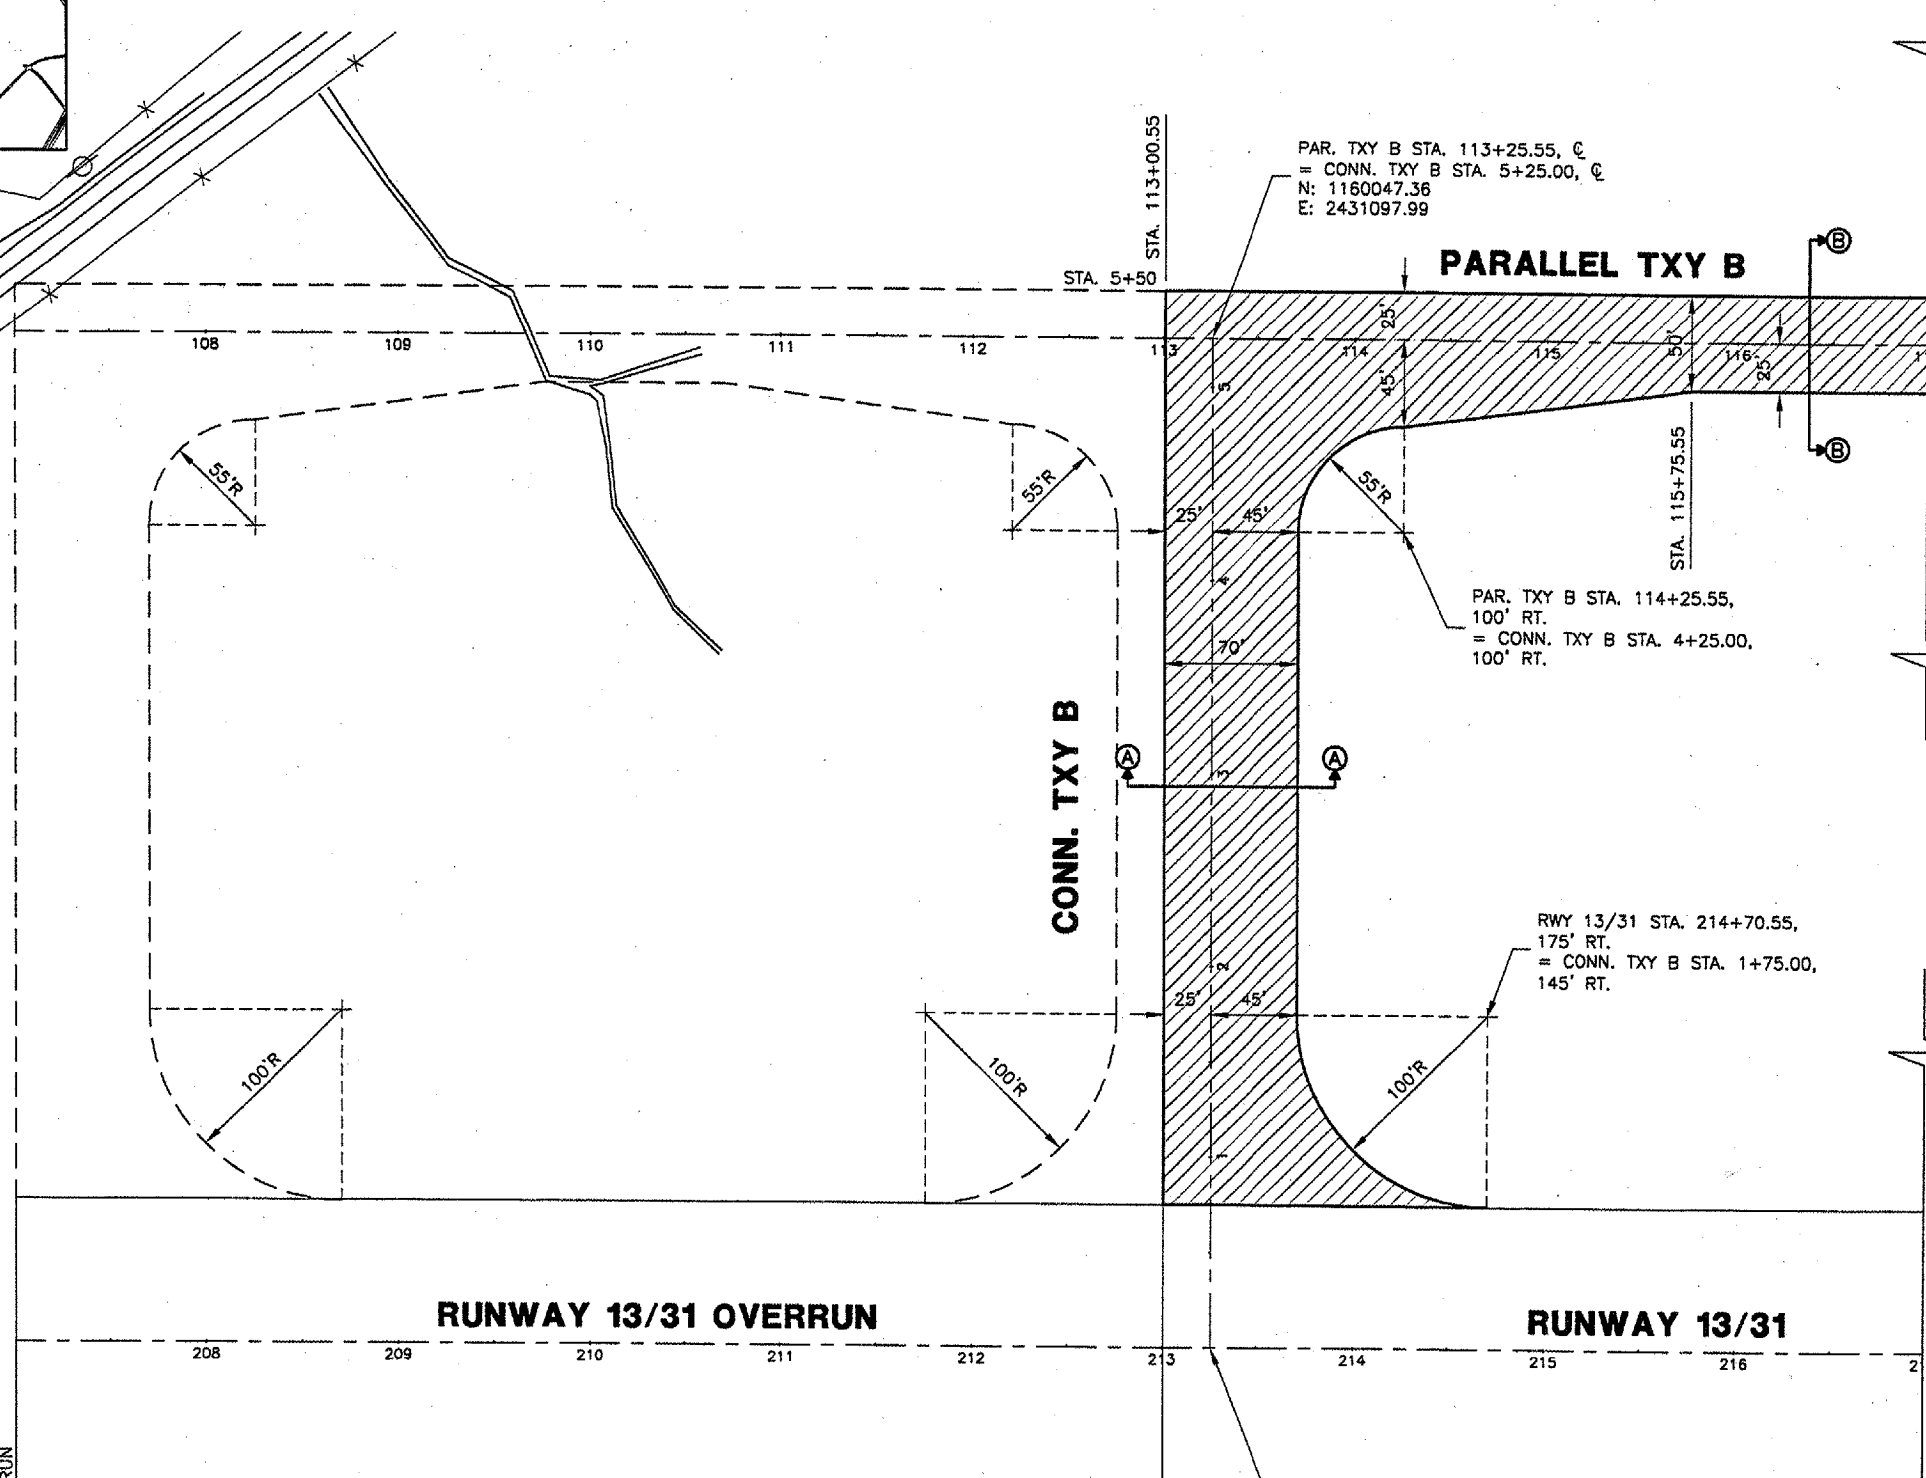 STA. 113+00.55
PAR. TXY B STA. 113+25.55, ℄
= CONN. TXY B STA. 5+25.00, ℄
N: 1160047.36
E: 2431097.99
PARALLEL TXY B
B
STA. 5+50
25'
50'
25'
108
109
110
111
112
113
114
115
116
45'
5
B
55'R
55'R
55'R
STA. 115+75.55
25'
45'
4
PAR. TXY B STA. 114+25.55,
100' RT.
= CONN. TXY B STA. 4+25.00,
100' RT.
70'
CONN. TXY B
A
A
3
RWY 13/31 STA. 214+70.55,
175' RT.
= CONN. TXY B STA. 1+75.00,
145' RT.
2
25'
45'
100'R
100'R
100'R
1
RUNWAY 13/31 OVERRUN
RUNWAY 13/31
208
209
210
211
212
213
214
215
216